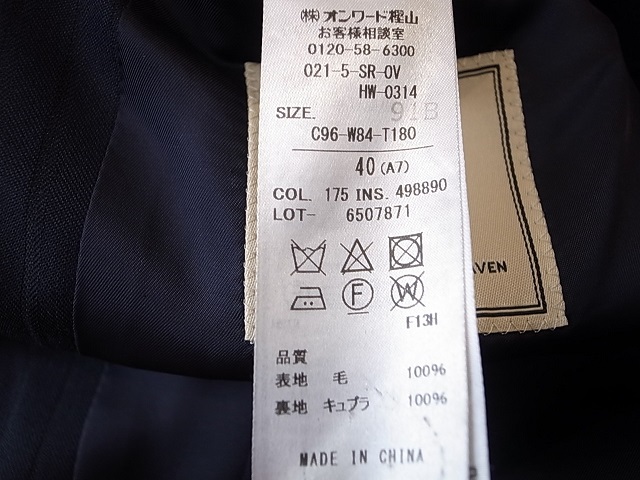 (株)オンワード樫山
お客様相談室
0120-58-6300
021-5-SR-OV
HW-0314
SIZE.
91B
C96-W84-T180
40 (A7)
COL. 175 INS. 498890
LOT- 6507871
F
W
F13H
品質
表地 毛 100%
裏地 キュプラ 100%
MADE IN CHINA
AVEN